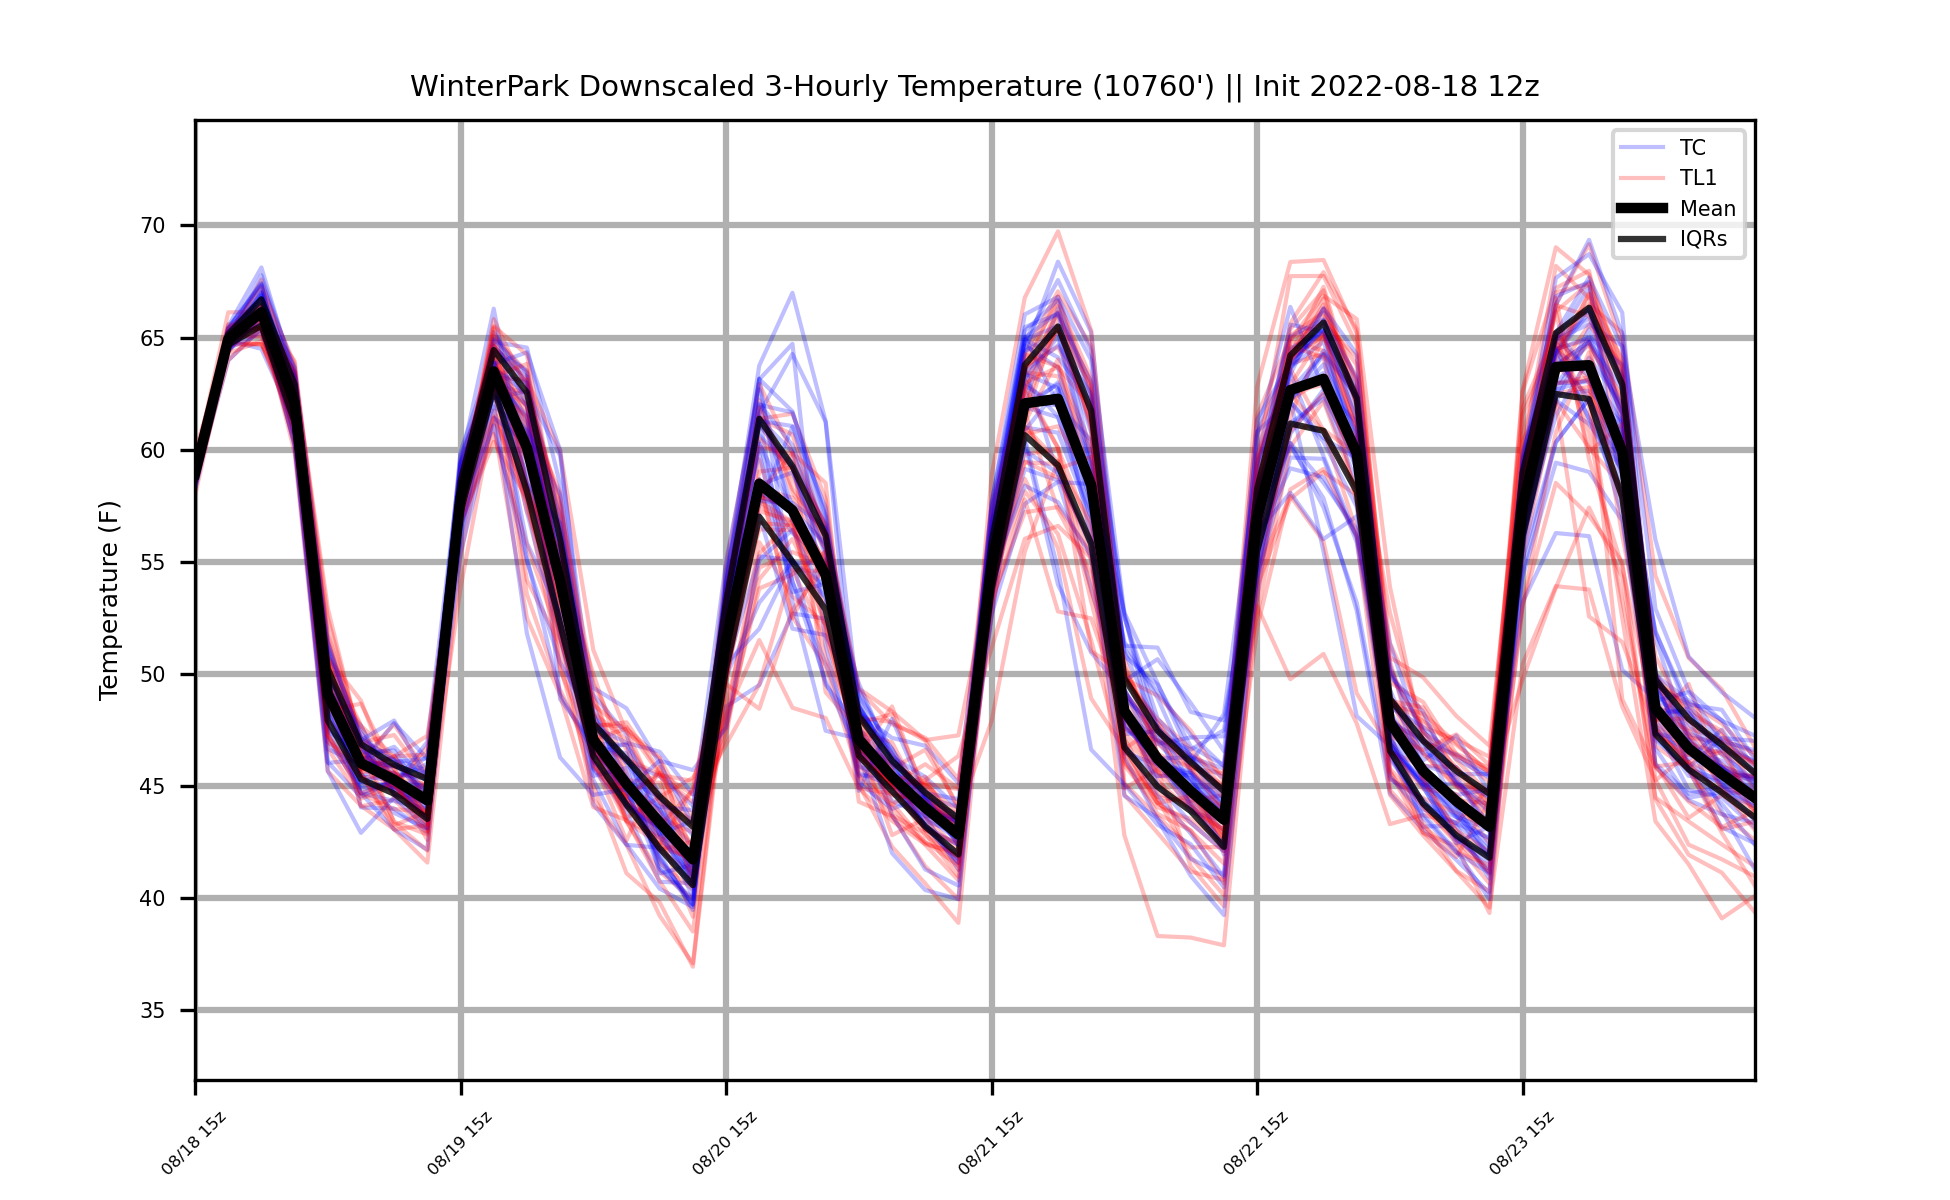 WinterPark Downscaled 3-Hourly Temperature (10760') || Init 2022-08-18 12z
TC
TL1
Mean
IQRs
Temperature (F)
70
65
60
55
50
45
40
35
08/18 15z
08/19 15z
08/20 15z
08/21 15z
08/22 15z
08/23 15z